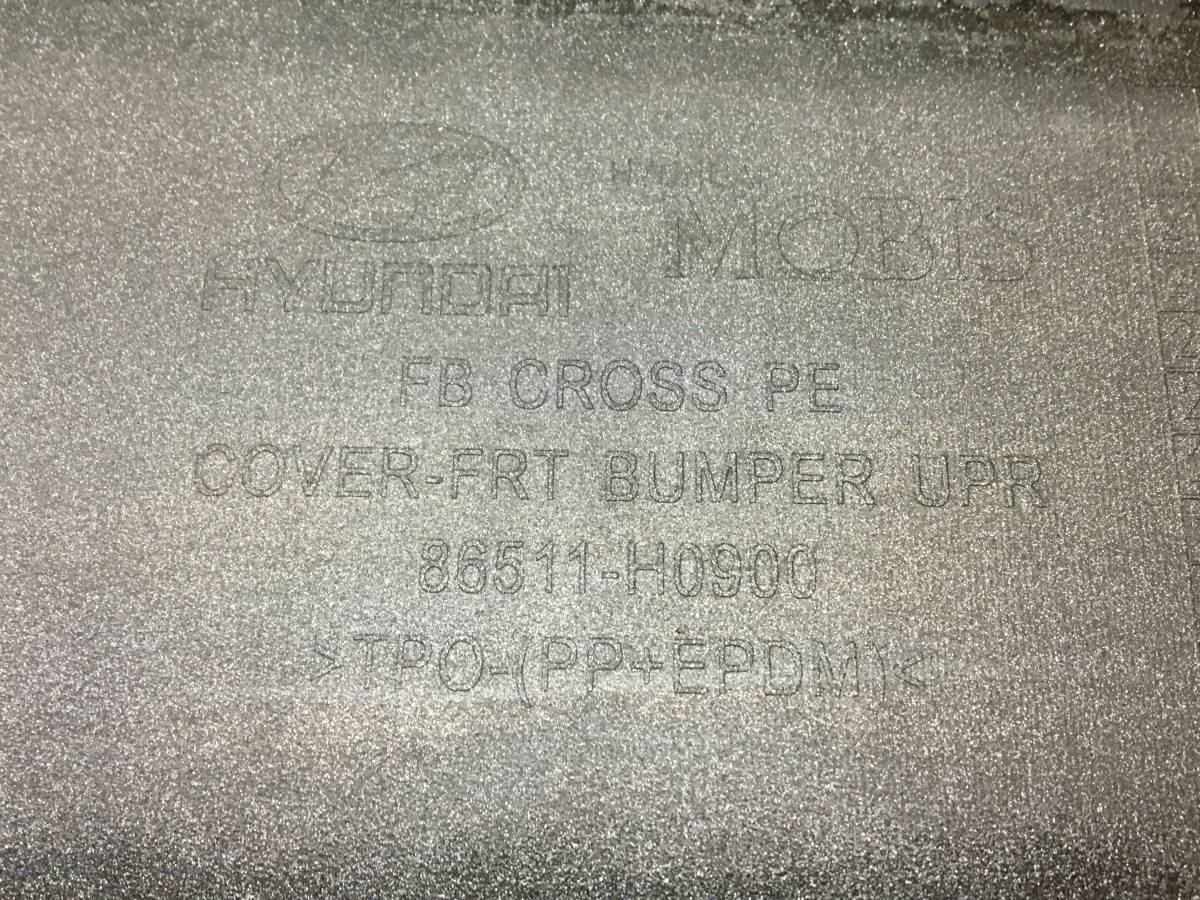 HYUNDAI
MOBIS
FB CROSS PE
COVER-FRT BUMPER UPR
86511-H0900
>TPO-(PP+EPDM)<